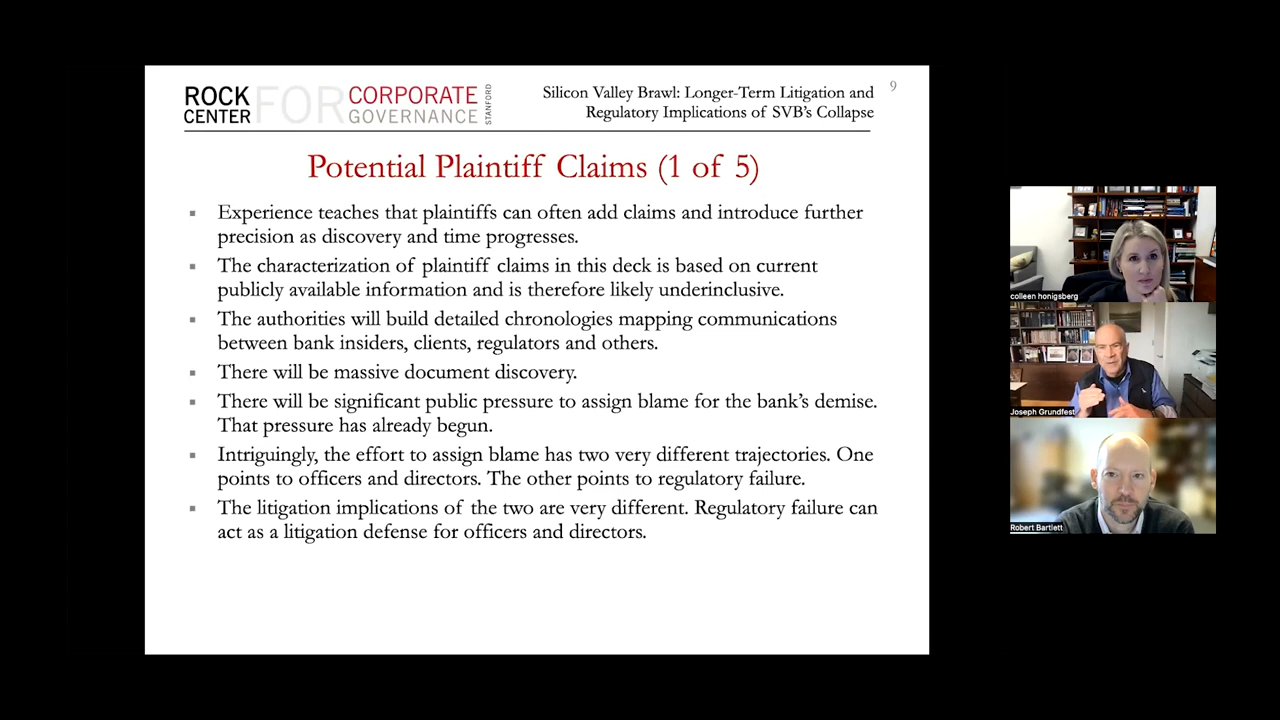 ROCK
CENTER
FOR
CORPORATE
GOVERNANCE
STANFORD
Silicon Valley Brawl: Longer-Term Litigation and
Regulatory Implications of SVB's Collapse
9
Potential Plaintiff Claims (1 of 5)
▪ Experience teaches that plaintiffs can often add claims and introduce further
precision as discovery and time progresses.
▪ The characterization of plaintiff claims in this deck is based on current
publicly available information and is therefore likely underinclusive.
▪ The authorities will build detailed chronologies mapping communications
between bank insiders, clients, regulators and others.
▪ There will be massive document discovery.
▪ There will be significant public pressure to assign blame for the bank's demise.
That pressure has already begun.
▪ Intriguingly, the effort to assign blame has two very different trajectories. One
points to officers and directors. The other points to regulatory failure.
▪ The litigation implications of the two are very different. Regulatory failure can
act as a litigation defense for officers and directors.
colleen honigsberg
Joseph Grundfest
Robert Bartlett